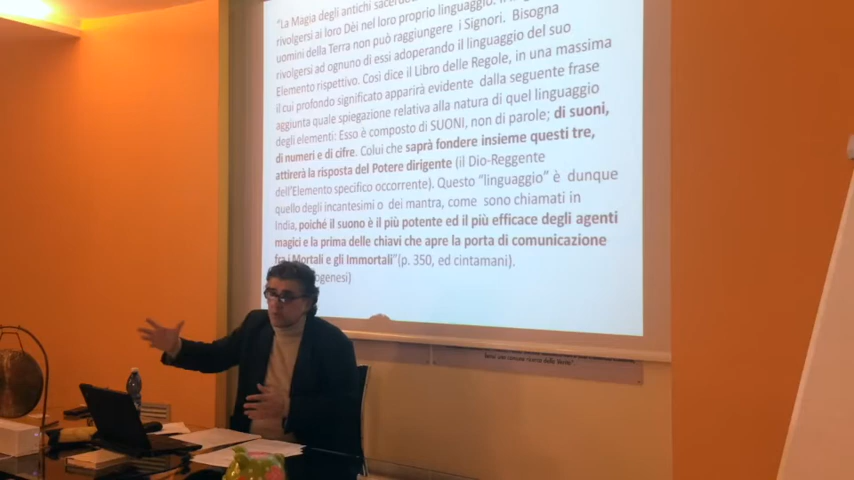 "La Magia degli antichi
rivolgersi ai loro Dèi nel loro proprio linguaggio.
uomini della Terra non può raggiungere i Signori. Bisogna
rivolgersi ad ognuno di essi adoperando il linguaggio del suo
Elemento rispettivo. Così dice il Libro delle Regole, in una massima
il cui profondo significato apparirà evidente dalla seguente frase
aggiunta quale spiegazione relativa alla natura di quel linguaggio
degli elementi: Esso è composto di SUONI, non di parole; di suoni,
di numeri e di cifre. Colui che saprà fondere insieme questi tre,
attirerà la risposta del Potere dirigente (il Dio-Reggente
dell'Elemento specifico occorrente). Questo "linguaggio" è dunque
quello degli incantesimi o dei mantra, come sono chiamati in
India, poiché il suono è il più potente ed il più efficace degli agenti
magici e la prima delle chiavi che apre la porta di comunicazione
fra i Mortali e gli Immortali"(p. 350, ed cintamani).
ogenesi)